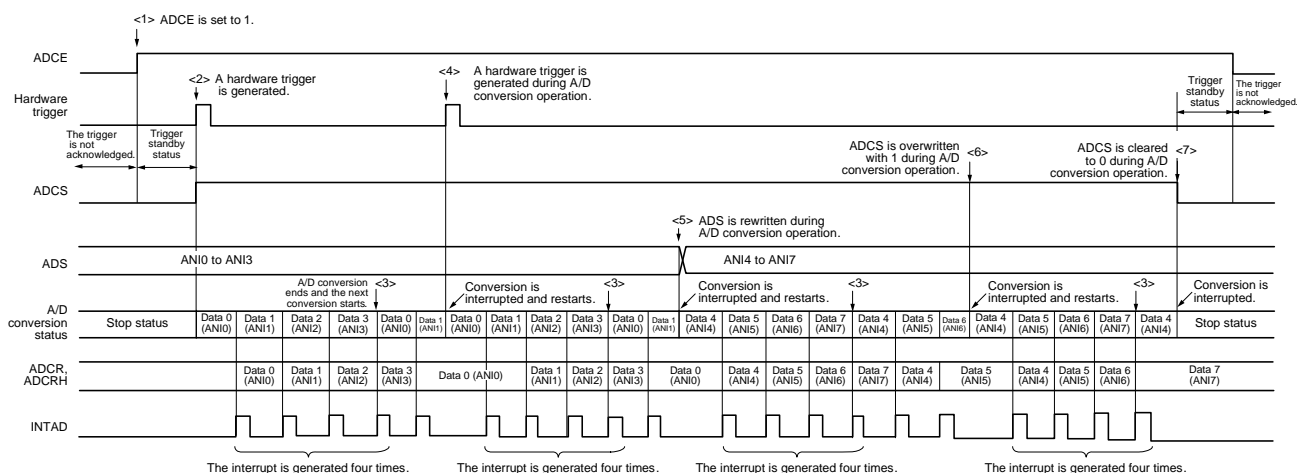 <1> ADCE is set to 1.
ADCE
<2> A hardware trigger
is generated.
<4> A hardware trigger is
generated during A/D
conversion operation.
Trigger
standby
status
The trigger
is not
acknowledged.
Hardware
trigger
The trigger
is not
acknowledged.
Trigger
standby
status
ADCS is overwritten
with 1 during A/D
conversion operation.
<6>
ADCS is cleared
to 0 during A/D
conversion operation.
<7>
ADCS
<5> ADS is rewritten during
A/D conversion operation.
ADS
ANI0 to ANI3
ANI4 to ANI7
A/D conversion
ends and the next
conversion starts.
<3>
Conversion is
interrupted and restarts.
<3>
Conversion is
interrupted and restarts.
<3>
Conversion is
interrupted and restarts.
<3>
Conversion is
interrupted.
A/D
conversion
status
Stop status
Data 0 (ANI0)
Data 1 (ANI1)
Data 2 (ANI2)
Data 3 (ANI3)
Data 0 (ANI0)
Data 1 (ANI1)
Data 0 (ANI0)
Data 1 (ANI1)
Data 2 (ANI2)
Data 3 (ANI3)
Data 0 (ANI0)
Data 1 (ANI1)
Data 4 (ANI4)
Data 5 (ANI5)
Data 6 (ANI6)
Data 7 (ANI7)
Data 4 (ANI4)
Data 5 (ANI5)
Data 6 (ANI6)
Data 4 (ANI4)
Data 5 (ANI5)
Data 6 (ANI6)
Data 7 (ANI7)
Data 4 (ANI4)
Stop status
ADCR,
ADCRH
Data 0 (ANI0)
Data 1 (ANI1)
Data 2 (ANI2)
Data 3 (ANI3)
Data 0 (ANI0)
Data 1 (ANI1)
Data 2 (ANI2)
Data 3 (ANI3)
Data 0 (ANI0)
Data 4 (ANI4)
Data 5 (ANI5)
Data 6 (ANI6)
Data 7 (ANI7)
Data 4 (ANI4)
Data 5 (ANI5)
Data 4 (ANI4)
Data 5 (ANI5)
Data 6 (ANI6)
Data 7 (ANI7)
INTAD
The interrupt is generated four times.
The interrupt is generated four times.
The interrupt is generated four times.
The interrupt is generated four times.